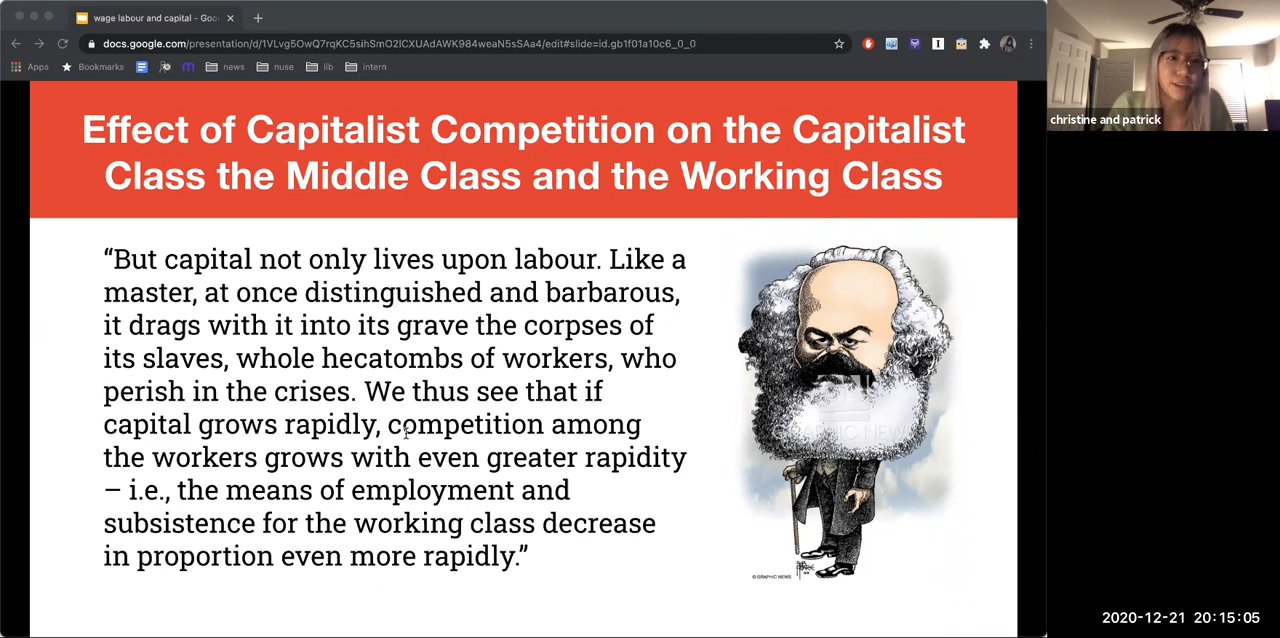 wage labour and capital - Goo
docs.google.com/presentation/d/1VLvg5OwQ7rqKC5sihSmO2lCXUAdAWK984weaN5sSAa4/edit#slide=id.gb1f01a10c6_0_0
Apps Bookmarks news nuse lib intern
christine and patrick
Effect of Capitalist Competition on the Capitalist
Class the Middle Class and the Working Class
“But capital not only lives upon labour. Like a
master, at once distinguished and barbarous,
it drags with it into its grave the corpses of
its slaves, whole hecatombs of workers, who
perish in the crises. We thus see that if
capital grows rapidly, competition among
the workers grows with even greater rapidity
– i.e., the means of employment and
subsistence for the working class decrease
in proportion even more rapidly.”
GRAPHIC NEWS
© GRAPHIC NEWS
2020-12-21 20:15:05